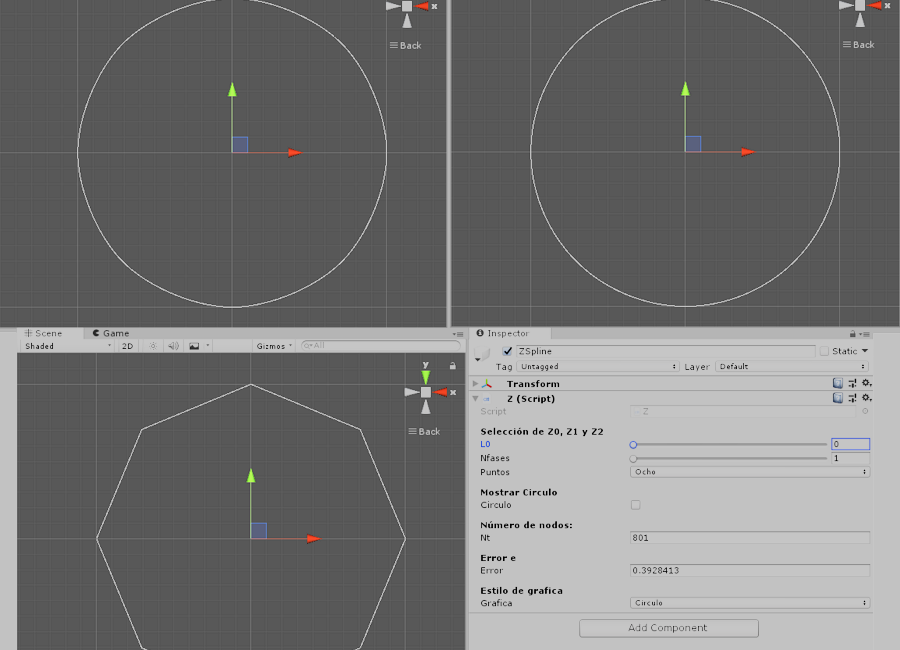 x
Back
x
Back
Scene Game
Shaded 2D Gizmos All
y
x
Back
Inspector
ZSpline Static
Tag Untagged Layer Default
Transform
Z (Script)
Script Z
Selección de Z0, Z1 y Z2
L0 0
Nfases 1
Puntos Ocho
Mostrar Circulo
Circulo
Número de nodos:
Nt 801
Error e
Error 0.3928413
Estilo de grafica
Grafica Circulo
Add Component